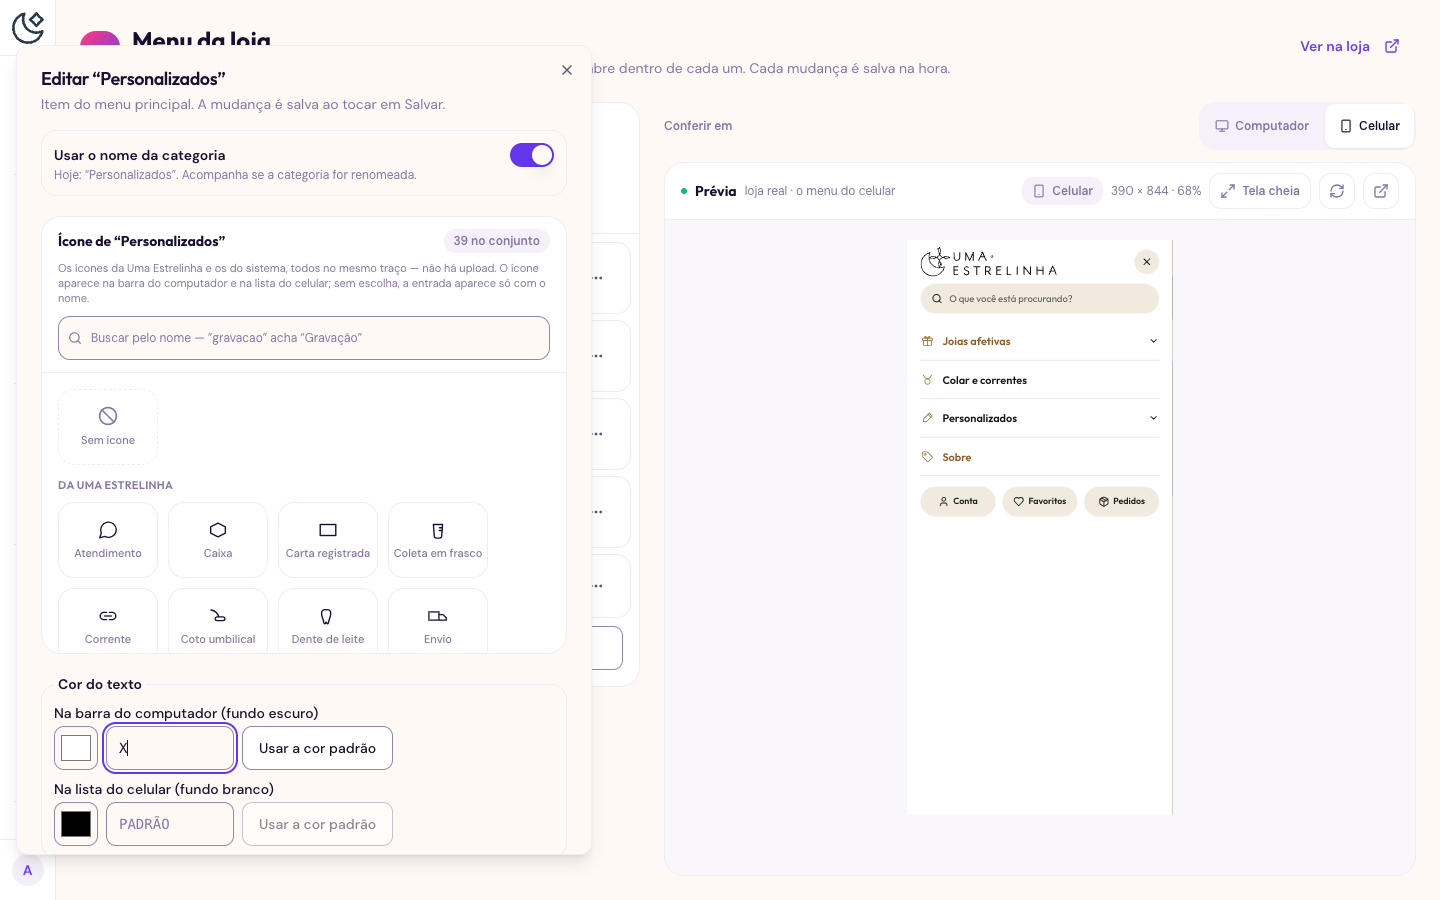 Menu da loja
abre dentro de cada um. Cada mudança é salva na hora.
Ver na loja
Editar “Personalizados”
Item do menu principal. A mudança é salva ao tocar em Salvar.
Usar o nome da categoria
Hoje: “Personalizados”. Acompanha se a categoria for renomeada.
Ícone de “Personalizados”
39 no conjunto
Os ícones da Uma Estrelinha e os do sistema, todos no mesmo traço — não há upload. O ícone
aparece na barra do computador e na lista do celular; sem escolha, a entrada aparece só com o
nome.
Buscar pelo nome — “gravacao” acha “Gravação”
Sem ícone
DA UMA ESTRELINHA
Atendimento
Caixa
Carta registrada
Coleta em frasco
Corrente
Coto umbilical
Dente de leite
Envio
Cor do texto
Na barra do computador (fundo escuro)
X
Usar a cor padrão
Na lista do celular (fundo branco)
PADRÃO
Usar a cor padrão
A
Conferir em
Computador
Celular
Prévia
loja real · o menu do celular
Celular
390 × 844 · 68%
Tela cheia
UMA
ESTRELINHA
O que você está procurando?
Joias afetivas
Colar e correntes
Personalizados
Sobre
Conta
Favoritos
Pedidos